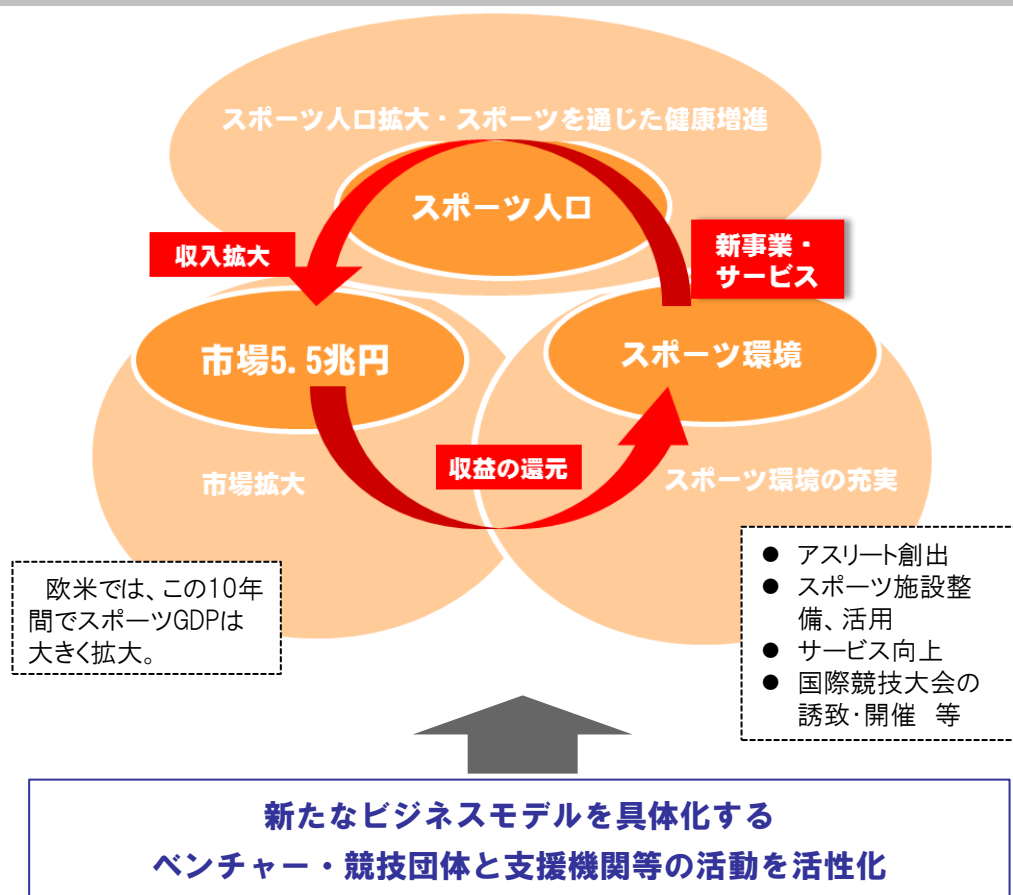 スポーツ人口拡大・スポーツを通じた健康増進
スポーツ人口
収入拡大
新事業・
サービス
市場5.5兆円
スポーツ環境
収益の還元
市場拡大
スポーツ環境の充実
欧米では、この10年
間でスポーツGDPは
大きく拡大。
● アスリート創出
● スポーツ施設整
備、活用
● サービス向上
● 国際競技大会の
誘致・開催 等
新たなビジネスモデルを具体化する
ベンチャー・競技団体と支援機関等の活動を活性化